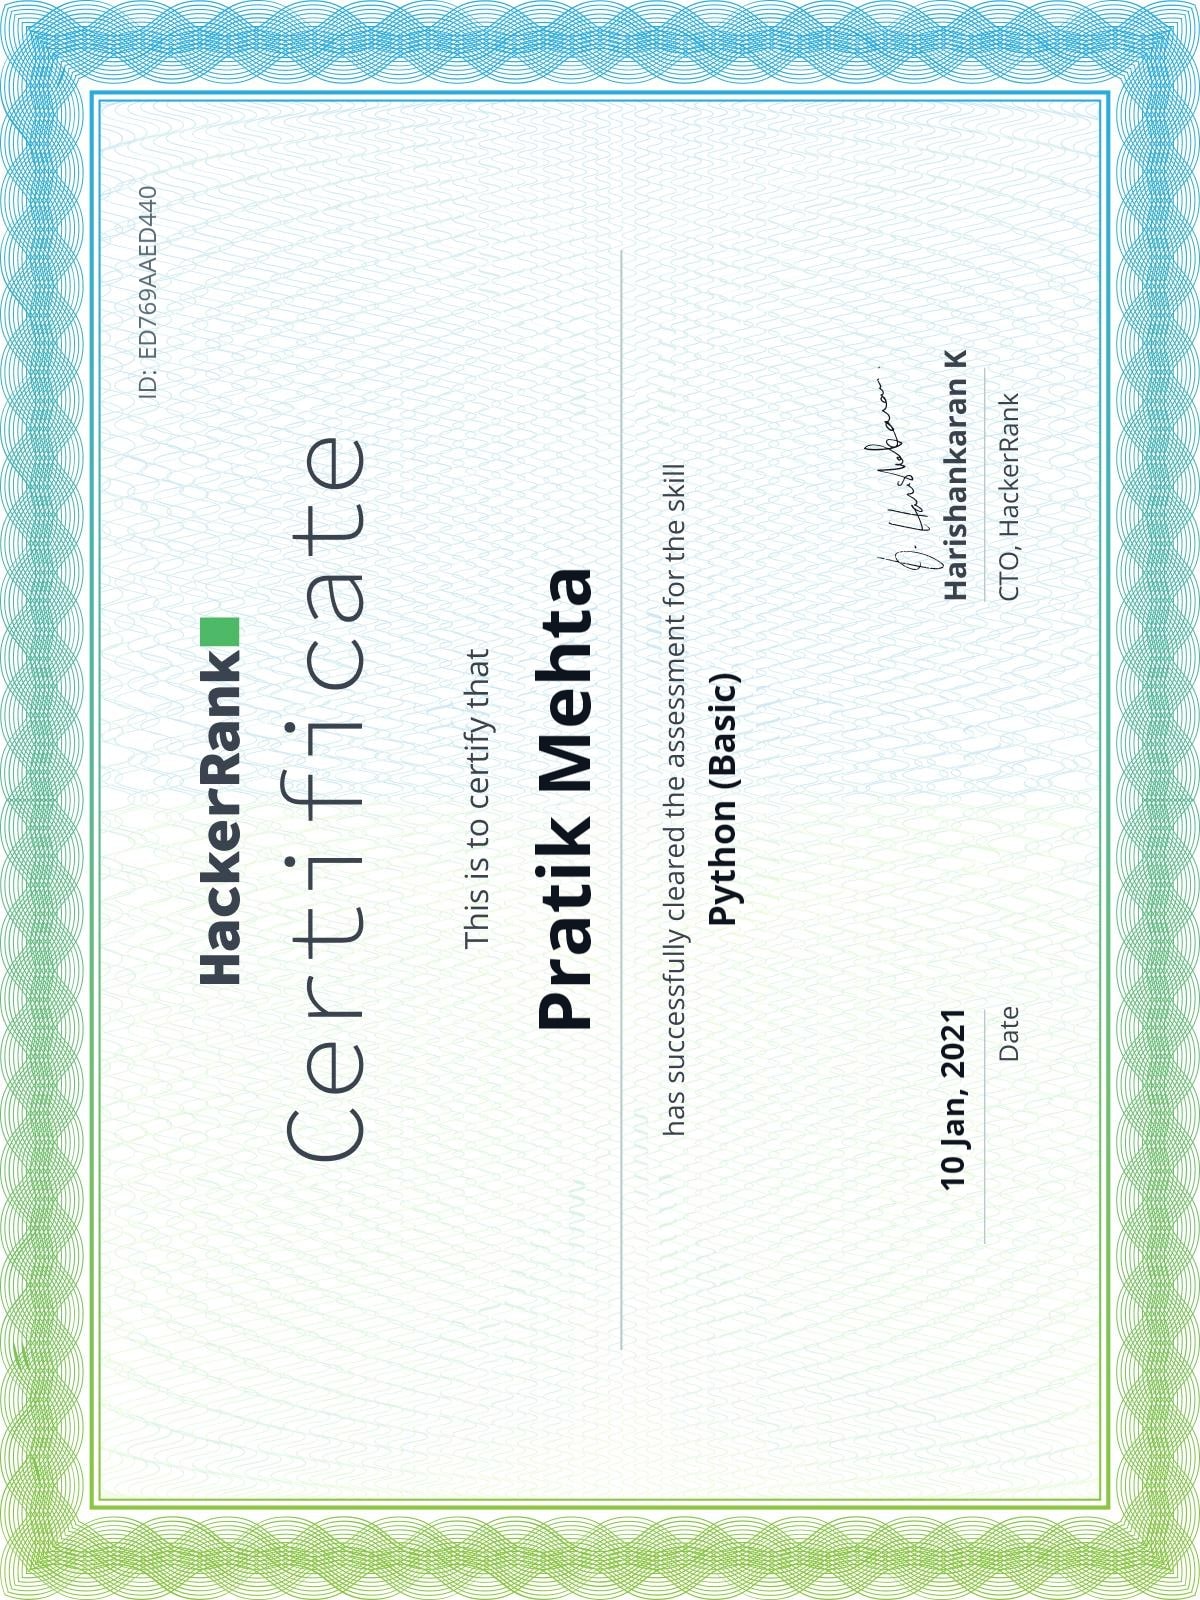 ID: ED769AAED440
HackerRank
Certificate
This is to certify that
Pratik Mehta
has successfully cleared the assessment for the skill
Python (Basic)
10 Jan, 2021
Date
D. Harishankaran.
Harishankaran K
CTO, HackerRank